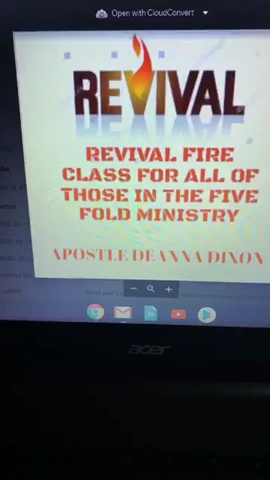 Open with CloudConvert
REVIVAL
REVIVAL FIRE
CLASS FOR ALL OF
THOSE IN THE FIVE
FOLD MINISTRY
APOSTLE DEANNA DIXON
acer